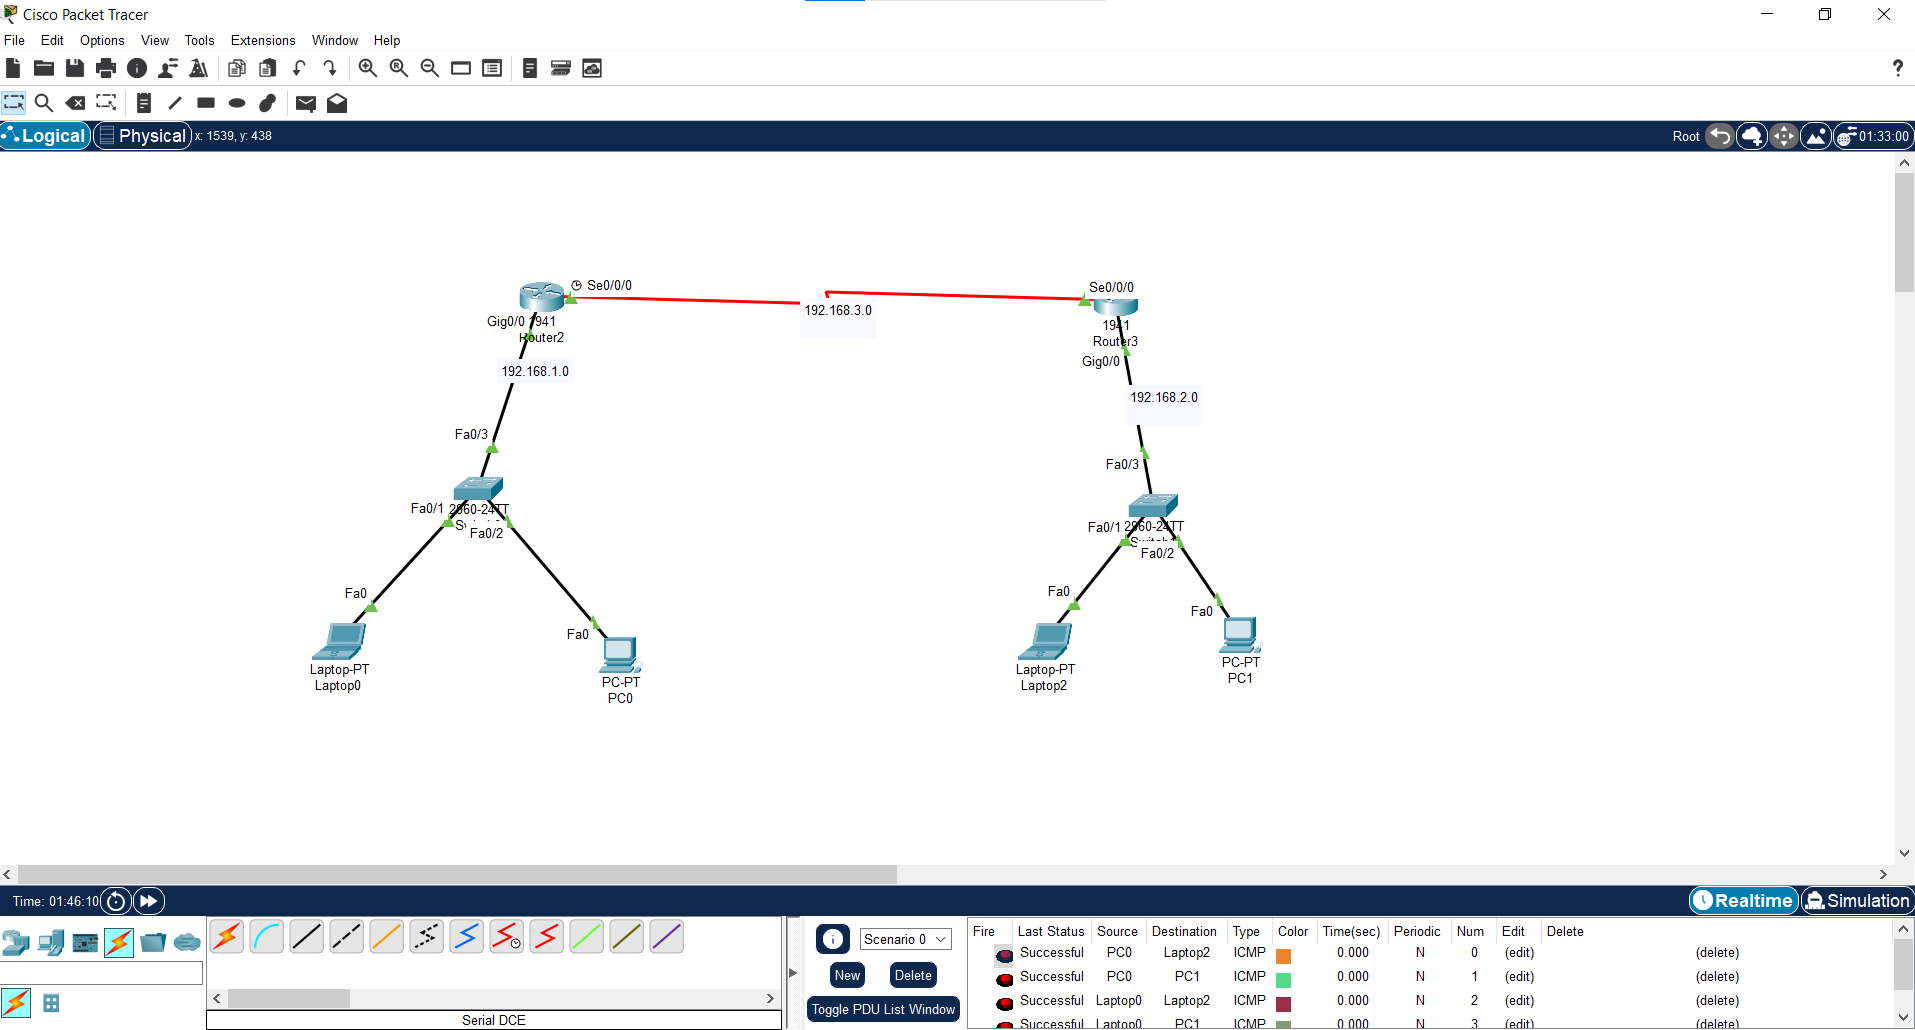 Cisco Packet Tracer
File Edit Options View Tools Extensions Window Help
?
Logical Physical x: 1539, y: 438 Root 01:33:00
Se0/0/0 Se0/0/0
192.168.3.0
Gig0/0 1941
Router2
1941
Router3
Gig0/0
192.168.1.0
192.168.2.0
Fa0/3
Fa0/3
Fa0/1 2960-24TT
Fa0/2
Fa0/1 2960-24TT
Fa0/2
Fa0
Fa0
Fa0
Fa0
Laptop-PT
Laptop0
PC-PT
PC0
Laptop-PT
Laptop2
PC-PT
PC1
Time: 01:46:10 Realtime Simulation
Scenario 0
New Delete
Toggle PDU List Window
Serial DCE
Fire Last Status Source Destination Type Color Time(sec) Periodic Num Edit Delete
Successful PC0 Laptop2 ICMP 0.000 N 0 (edit) (delete)
Successful PC0 PC1 ICMP 0.000 N 1 (edit) (delete)
Successful Laptop0 Laptop2 ICMP 0.000 N 2 (edit) (delete)
Successful Laptop0 PC1 ICMP 0.000 N 3 (edit) (delete)